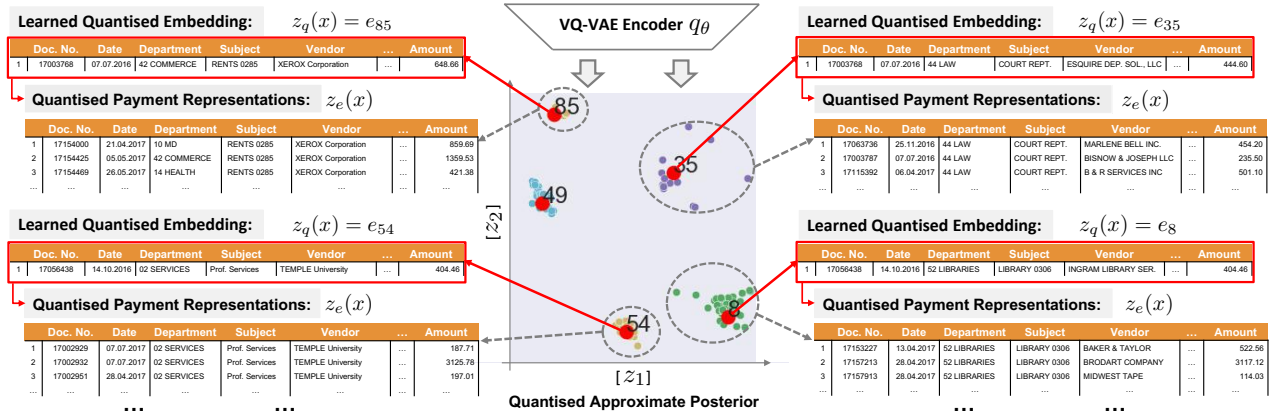 Learned Quantised Embedding: z_q(x) = e_85
Doc. No. Date Department Subject Vendor ... Amount
1 17003768 07.07.2016 42 COMMERCE RENTS 0285 XEROX Corporation ... 648.66
Quantised Payment Representations: z_e(x)
Doc. No. Date Department Subject Vendor ... Amount
1 17154000 21.04.2017 10 MD RENTS 0285 XEROX Corporation ... 859.69
2 17154425 05.05.2017 42 COMMERCE RENTS 0285 XEROX Corporation ... 1359.53
3 17154469 26.05.2017 14 HEALTH RENTS 0285 XEROX Corporation ... 421.38
... ... ... ... ... ... ... ...
Learned Quantised Embedding: z_q(x) = e_54
Doc. No. Date Department Subject Vendor ... Amount
1 17056438 14.10.2016 02 SERVICES Prof. Services TEMPLE University ... 404.46
Quantised Payment Representations: z_e(x)
Doc. No. Date Department Subject Vendor ... Amount
1 17002929 07.07.2017 02 SERVICES Prof. Services TEMPLE University ... 187.71
2 17002932 07.07.2017 02 SERVICES Prof. Services TEMPLE University ... 3125.78
3 17002951 28.04.2017 02 SERVICES Prof. Services TEMPLE University ... 197.01
... ... ... ... ... ... ... ...
... ...
VQ-VAE Encoder q_θ
85
35
49
8
54
[z_2]
[z_1]
Quantised Approximate Posterior
Learned Quantised Embedding: z_q(x) = e_35
Doc. No. Date Department Subject Vendor ... Amount
1 17003768 07.07.2016 44 LAW COURT REPT. ESQUIRE DEP. SOL., LLC ... 444.60
Quantised Payment Representations: z_e(x)
Doc. No. Date Department Subject Vendor ... Amount
1 17063736 25.11.2016 44 LAW COURT REPT. MARLENE BELL INC. ... 454.20
2 17003787 07.07.2016 44 LAW COURT REPT. BISNOW & JOSEPH LLC ... 235.50
3 17115392 06.04.2017 44 LAW COURT REPT. B & R SERVICES INC ... 501.10
... ... ... ... ... ... ... ...
Learned Quantised Embedding: z_q(x) = e_8
Doc. No. Date Department Subject Vendor ... Amount
1 17056438 14.10.2016 52 LIBRARIES LIBRARY 0306 INGRAM LIBRARY SER. ... 404.46
Quantised Payment Representations: z_e(x)
Doc. No. Date Department Subject Vendor ... Amount
1 17153227 13.04.2017 52 LIBRARIES LIBRARY 0306 BAKER & TAYLOR ... 522.56
2 17157213 28.04.2017 52 LIBRARIES LIBRARY 0306 BRODART COMPANY ... 3117.12
3 17157913 28.04.2017 52 LIBRARIES LIBRARY 0306 MIDWEST TAPE ... 114.03
... ... ... ... ... ... ... ...
... ...